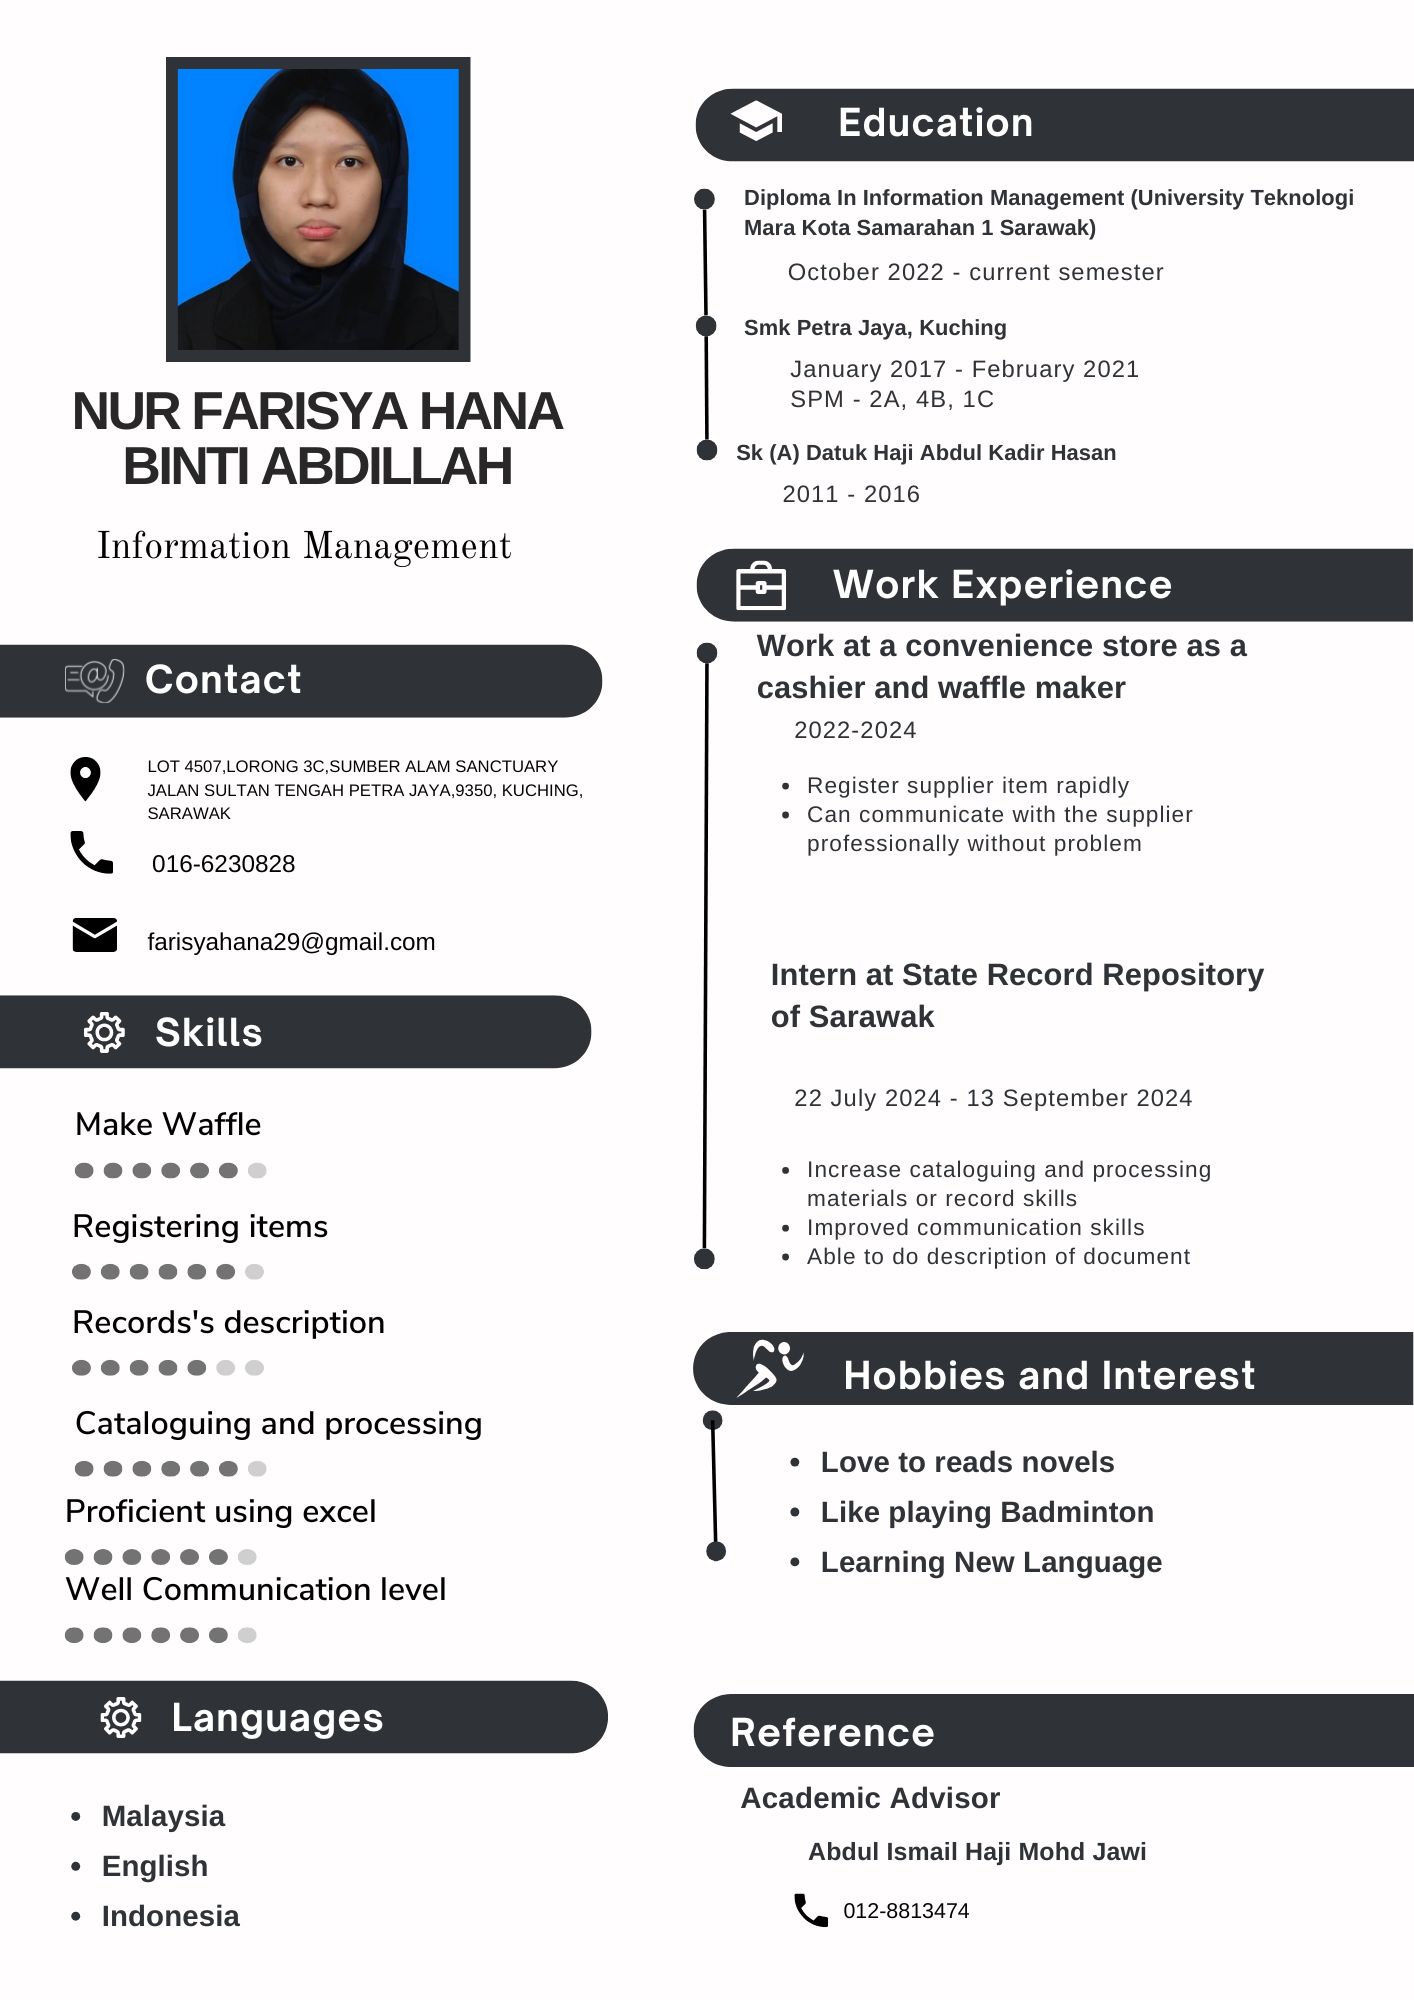 NUR FARISYA HANA
BINTI ABDILLAH
Information Management
Contact
LOT 4507,LORONG 3C,SUMBER ALAM SANCTUARY
JALAN SULTAN TENGAH PETRA JAYA,9350, KUCHING,
SARAWAK
016-6230828
farisyahana29@gmail.com
Skills
Make Waffle
Registering items
Records's description
Cataloguing and processing
Proficient using excel
Well Communication level
Languages
• Malaysia
• English
• Indonesia
Education
Diploma In Information Management (University Teknologi
Mara Kota Samarahan 1 Sarawak)
October 2022 - current semester
Smk Petra Jaya, Kuching
January 2017 - February 2021
SPM - 2A, 4B, 1C
Sk (A) Datuk Haji Abdul Kadir Hasan
2011 - 2016
Work Experience
Work at a convenience store as a
cashier and waffle maker
2022-2024
• Register supplier item rapidly
• Can communicate with the supplier
professionally without problem
Intern at State Record Repository
of Sarawak
22 July 2024 - 13 September 2024
• Increase cataloguing and processing
materials or record skills
• Improved communication skills
• Able to do description of document
Hobbies and Interest
• Love to reads novels
• Like playing Badminton
• Learning New Language
Reference
Academic Advisor
Abdul Ismail Haji Mohd Jawi
012-8813474